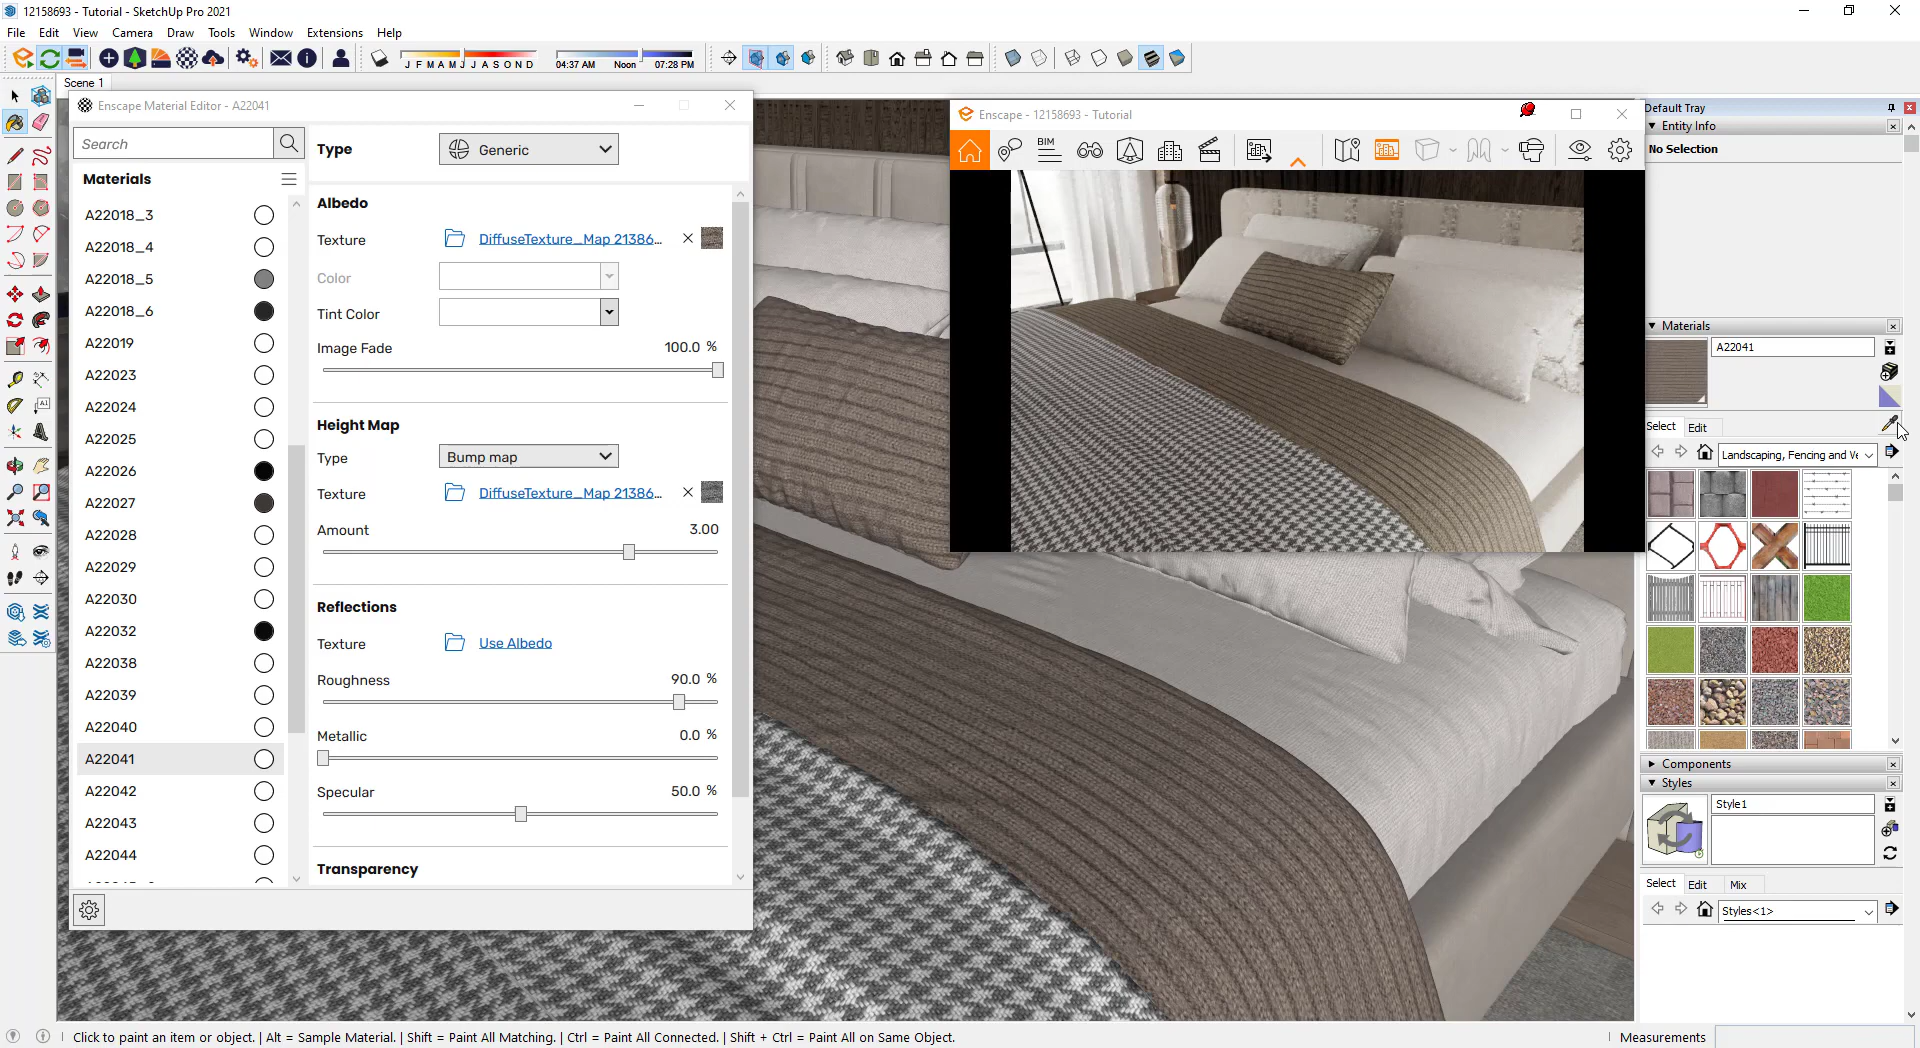 12158693 - Tutorial - SketchUp Pro 2021
File Edit View Camera Draw Tools Window Extensions Help
J F M A M J J A S O N D
04:37 AM Noon 07:28 PM
Scene 1
Enscape Material Editor - A22041
Search
Materials
A22018_3
A22018_4
A22018_5
A22018_6
A22019
A22023
A22024
A22025
A22026
A22027
A22028
A22029
A22030
A22032
A22038
A22039
A22040
A22041
A22042
A22043
A22044
Type Generic
Albedo
Texture DiffuseTexture_Map 21386...
Color
Tint Color
Image Fade 100.0 %
Height Map
Type Bump map
Texture DiffuseTexture_Map 21386...
Amount 3.00
Reflections
Texture Use Albedo
Roughness 90.0 %
Metallic 0.0 %
Specular 50.0 %
Transparency
Enscape - 12158693 - Tutorial
BIM
Default Tray
Entity Info
No Selection
Materials
A22041
Select Edit
Landscaping, Fencing and Ve
Components
Styles
Style1
Select Edit Mix
Styles<1>
Click to paint an item or object. | Alt = Sample Material. | Shift = Paint All Matching. | Ctrl = Paint All Connected. | Shift + Ctrl = Paint All on Same Object.
Measurements